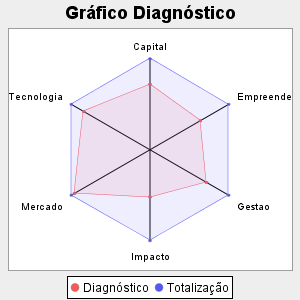 Gráfico Diagnóstico
Capital
Tecnologia
Empreende
Mercado
Gestao
Impacto
Diagnóstico
Totalização